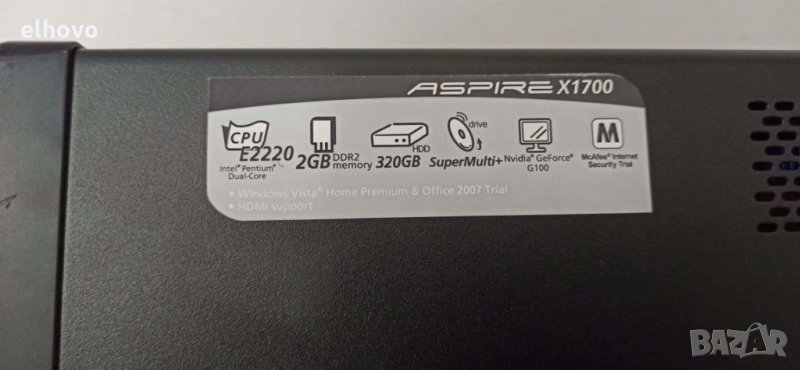 elhovo
ASPIRE X1700
CPU
E2220
Intel® Pentium®
Dual-Core
2GB DDR2
memory
HDD
320GB
drive
SuperMulti+
Nvidia® GeForce®
G100
M
McAfee® Internet
Security Trial
• Windows Vista® Home Premium & Office 2007 Trial
• HDMI support
BAZAR